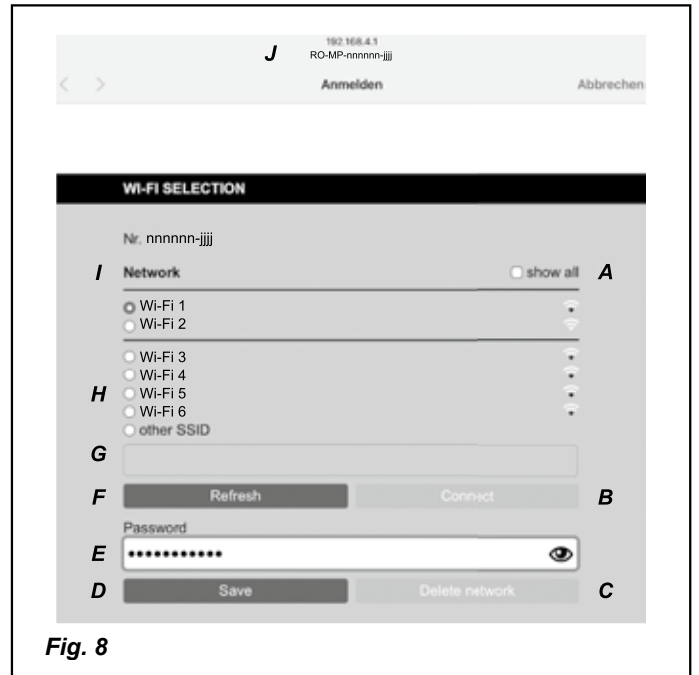 192.168.4.1
J RO-MP-nnnnnn-jjjj
< > Anmelden Abbrechen
WI-FI SELECTION
Nr. nnnnnn-jjjj
I Network show all A
Wi-Fi 1
Wi-Fi 2
Wi-Fi 3
Wi-Fi 4
H Wi-Fi 5
Wi-Fi 6
other SSID
G
F Refresh Connect B
Password
E •••••••••••
D Save Delete network C
Fig. 8